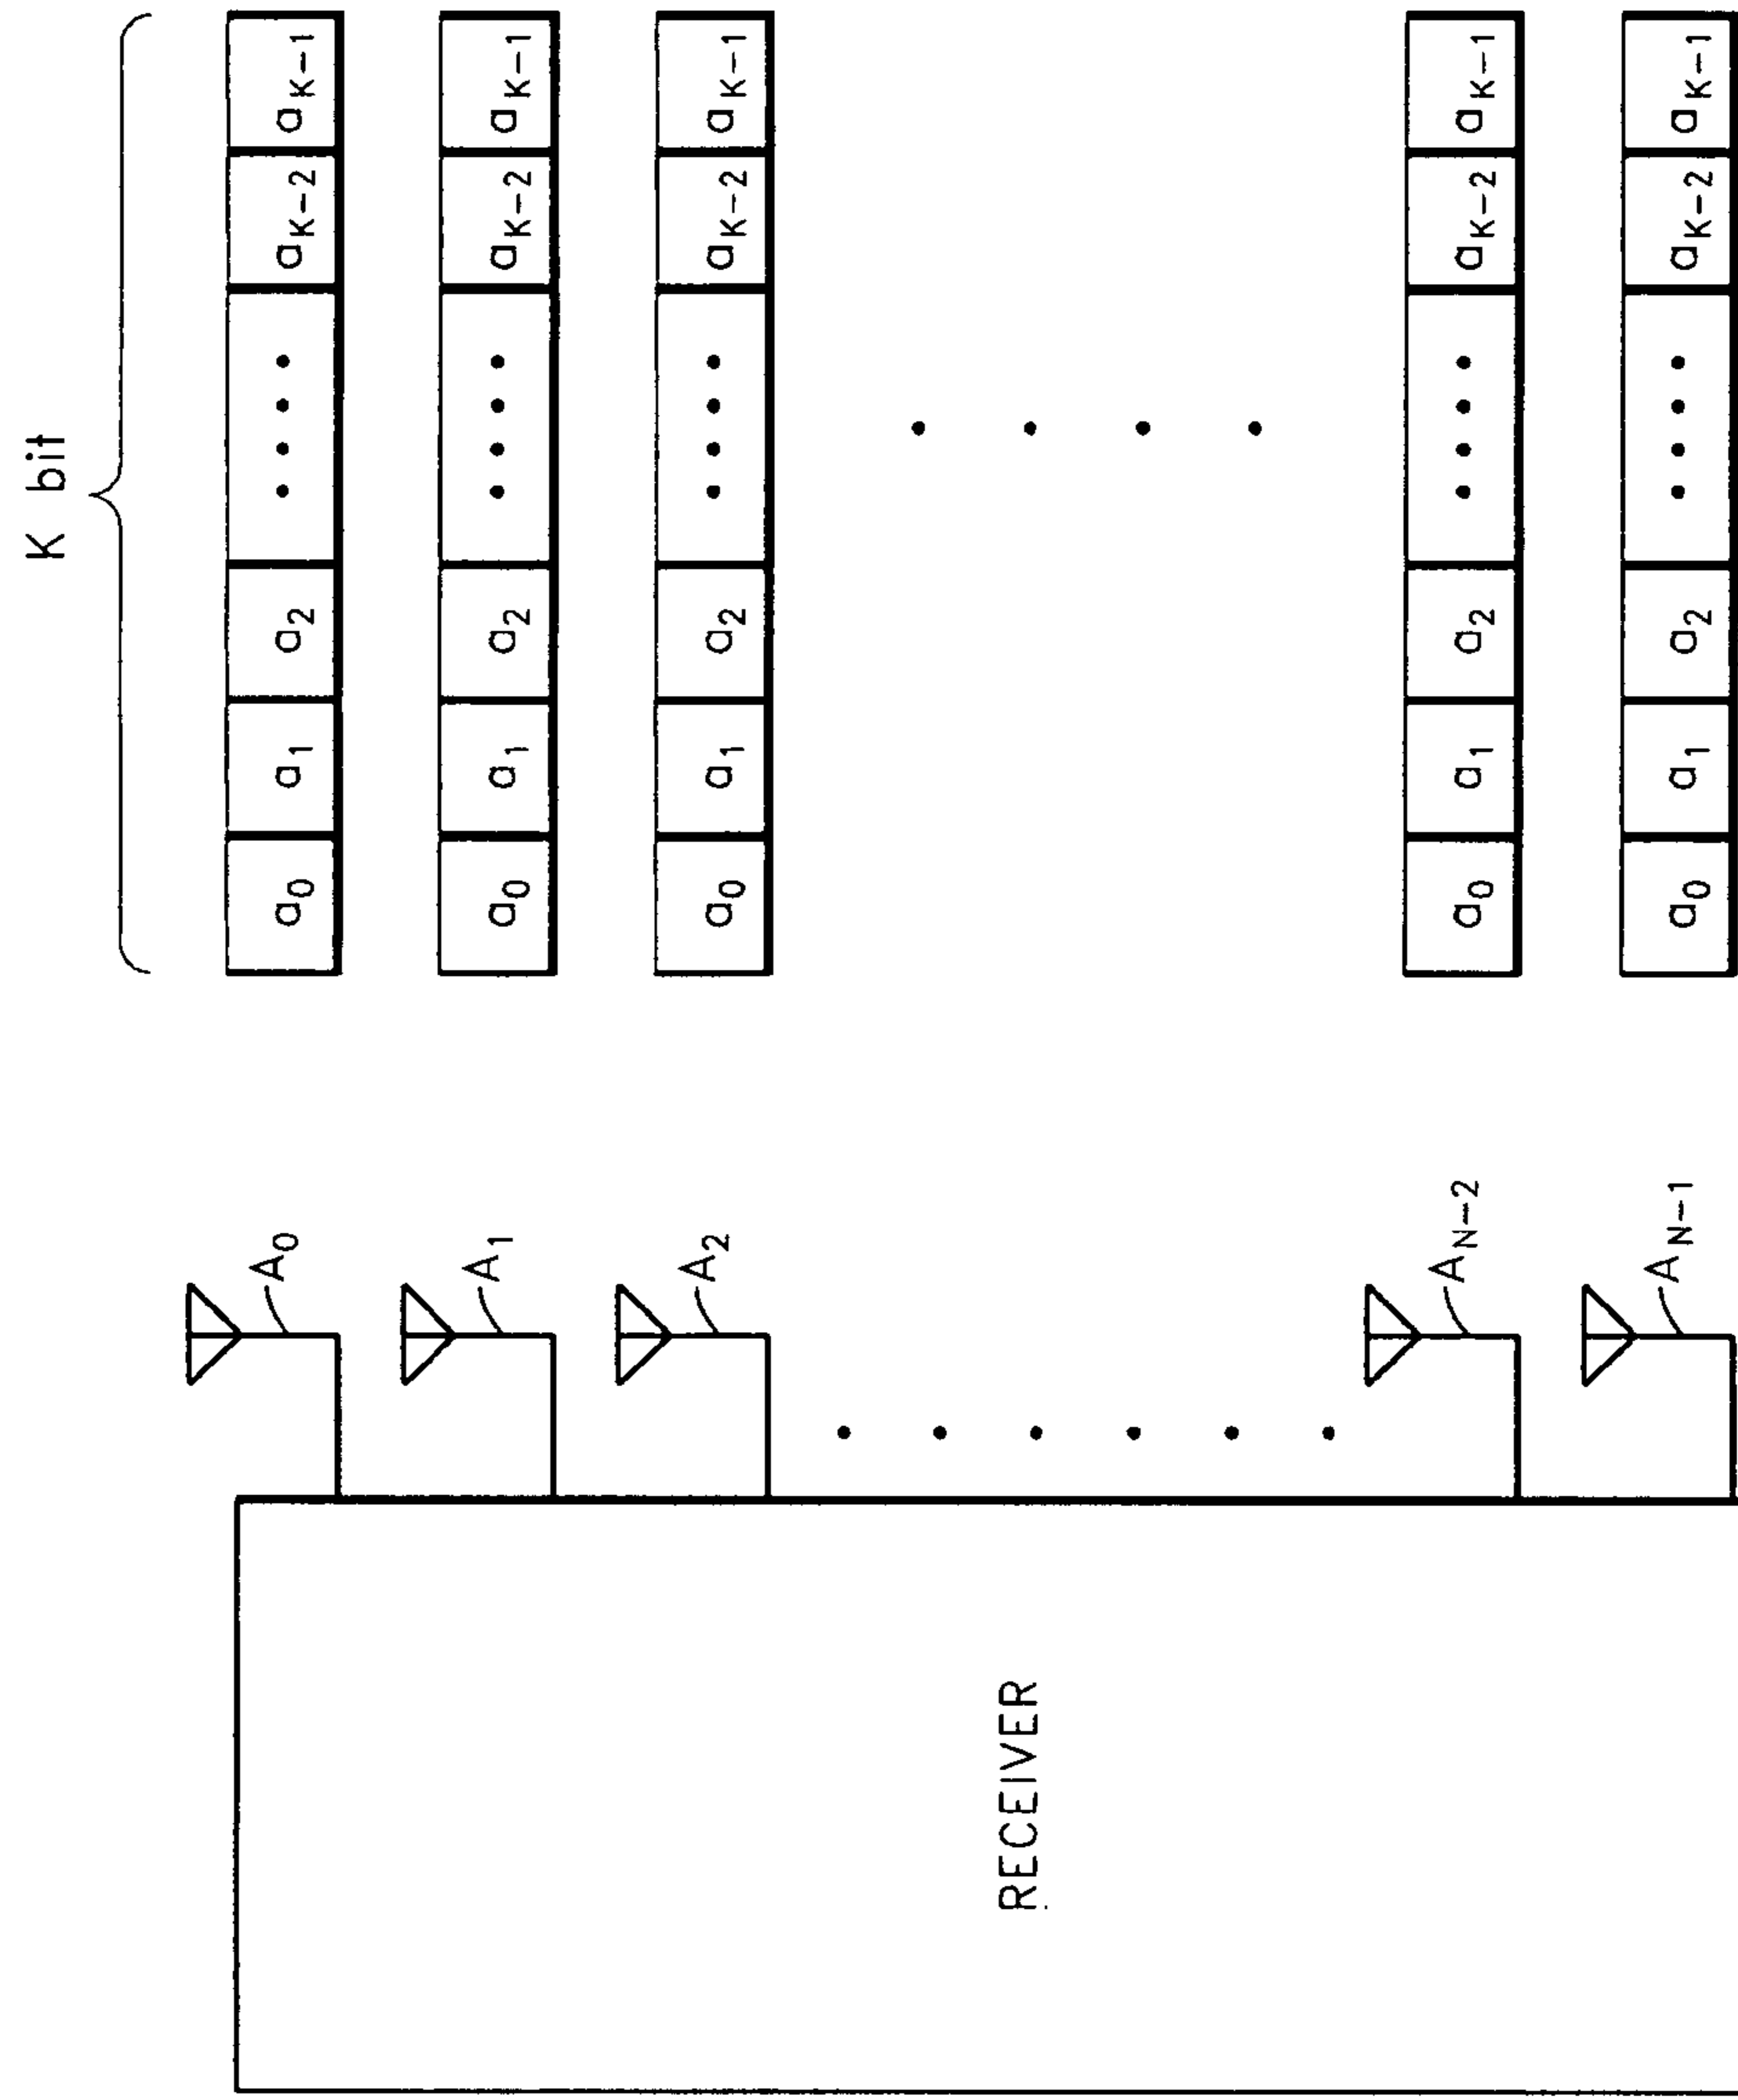 K bit
A0 a0 a1 a2 • • • • aK-2 aK-1
A1 a0 a1 a2 • • • • aK-2 aK-1
A2 a0 a1 a2 • • • • aK-2 aK-1
RECEIVER
AN-2 a0 a1 a2 • • • • aK-2 aK-1
AN-1 a0 a1 a2 • • • • aK-2 aK-1